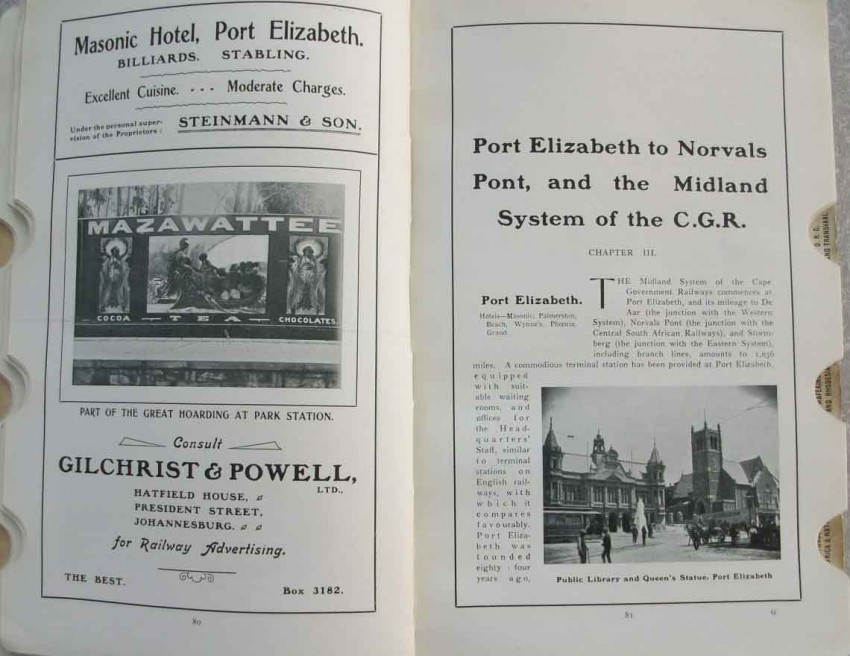 Masonic Hotel, Port Elizabeth.
BILLIARDS. STABLING.
Excellent Cuisine. - - - Moderate Charges.
Under the personal super-
vision of the Proprietors :
STEINMANN & SON.
MAZAWATTEE
COCOA — TEA — CHOCOLATES
PART OF THE GREAT HOARDING AT PARK STATION.
Consult
GILCHRIST & POWELL,
LTD.,
HATFIELD HOUSE,
PRESIDENT STREET,
JOHANNESBURG.
for Railway Advertising.
THE BEST.
Box 3182.
80
Port Elizabeth to Norvals
Pont, and the Midland
System of the C.G.R.
CHAPTER III.
Port Elizabeth.
Hotels—Masonic, Palmerston,
Beach, Wynne's, Phœnix,
Grand.
THE Midland System of the Cape
Government Railways commences at
Port Elizabeth, and its mileage to De
Aar (the junction with the Western
System), Norvals Pont (the junction with the
Central South African Railways), and Storm-
berg (the junction with the Eastern System),
including branch lines, amounts to 1,036
miles. A commodious terminal station has been provided at Port Elizabeth,
equipped
with suit-
able waiting
rooms, and
offices for
the Head-
quarters'
Staff, similar
to terminal
stations on
English rail-
ways, with
which it
compares
favourably.
Port Eliza-
beth was
founded
eighty-four
years ago,
Public Library and Queen's Statue, Port Elizabeth
81
G